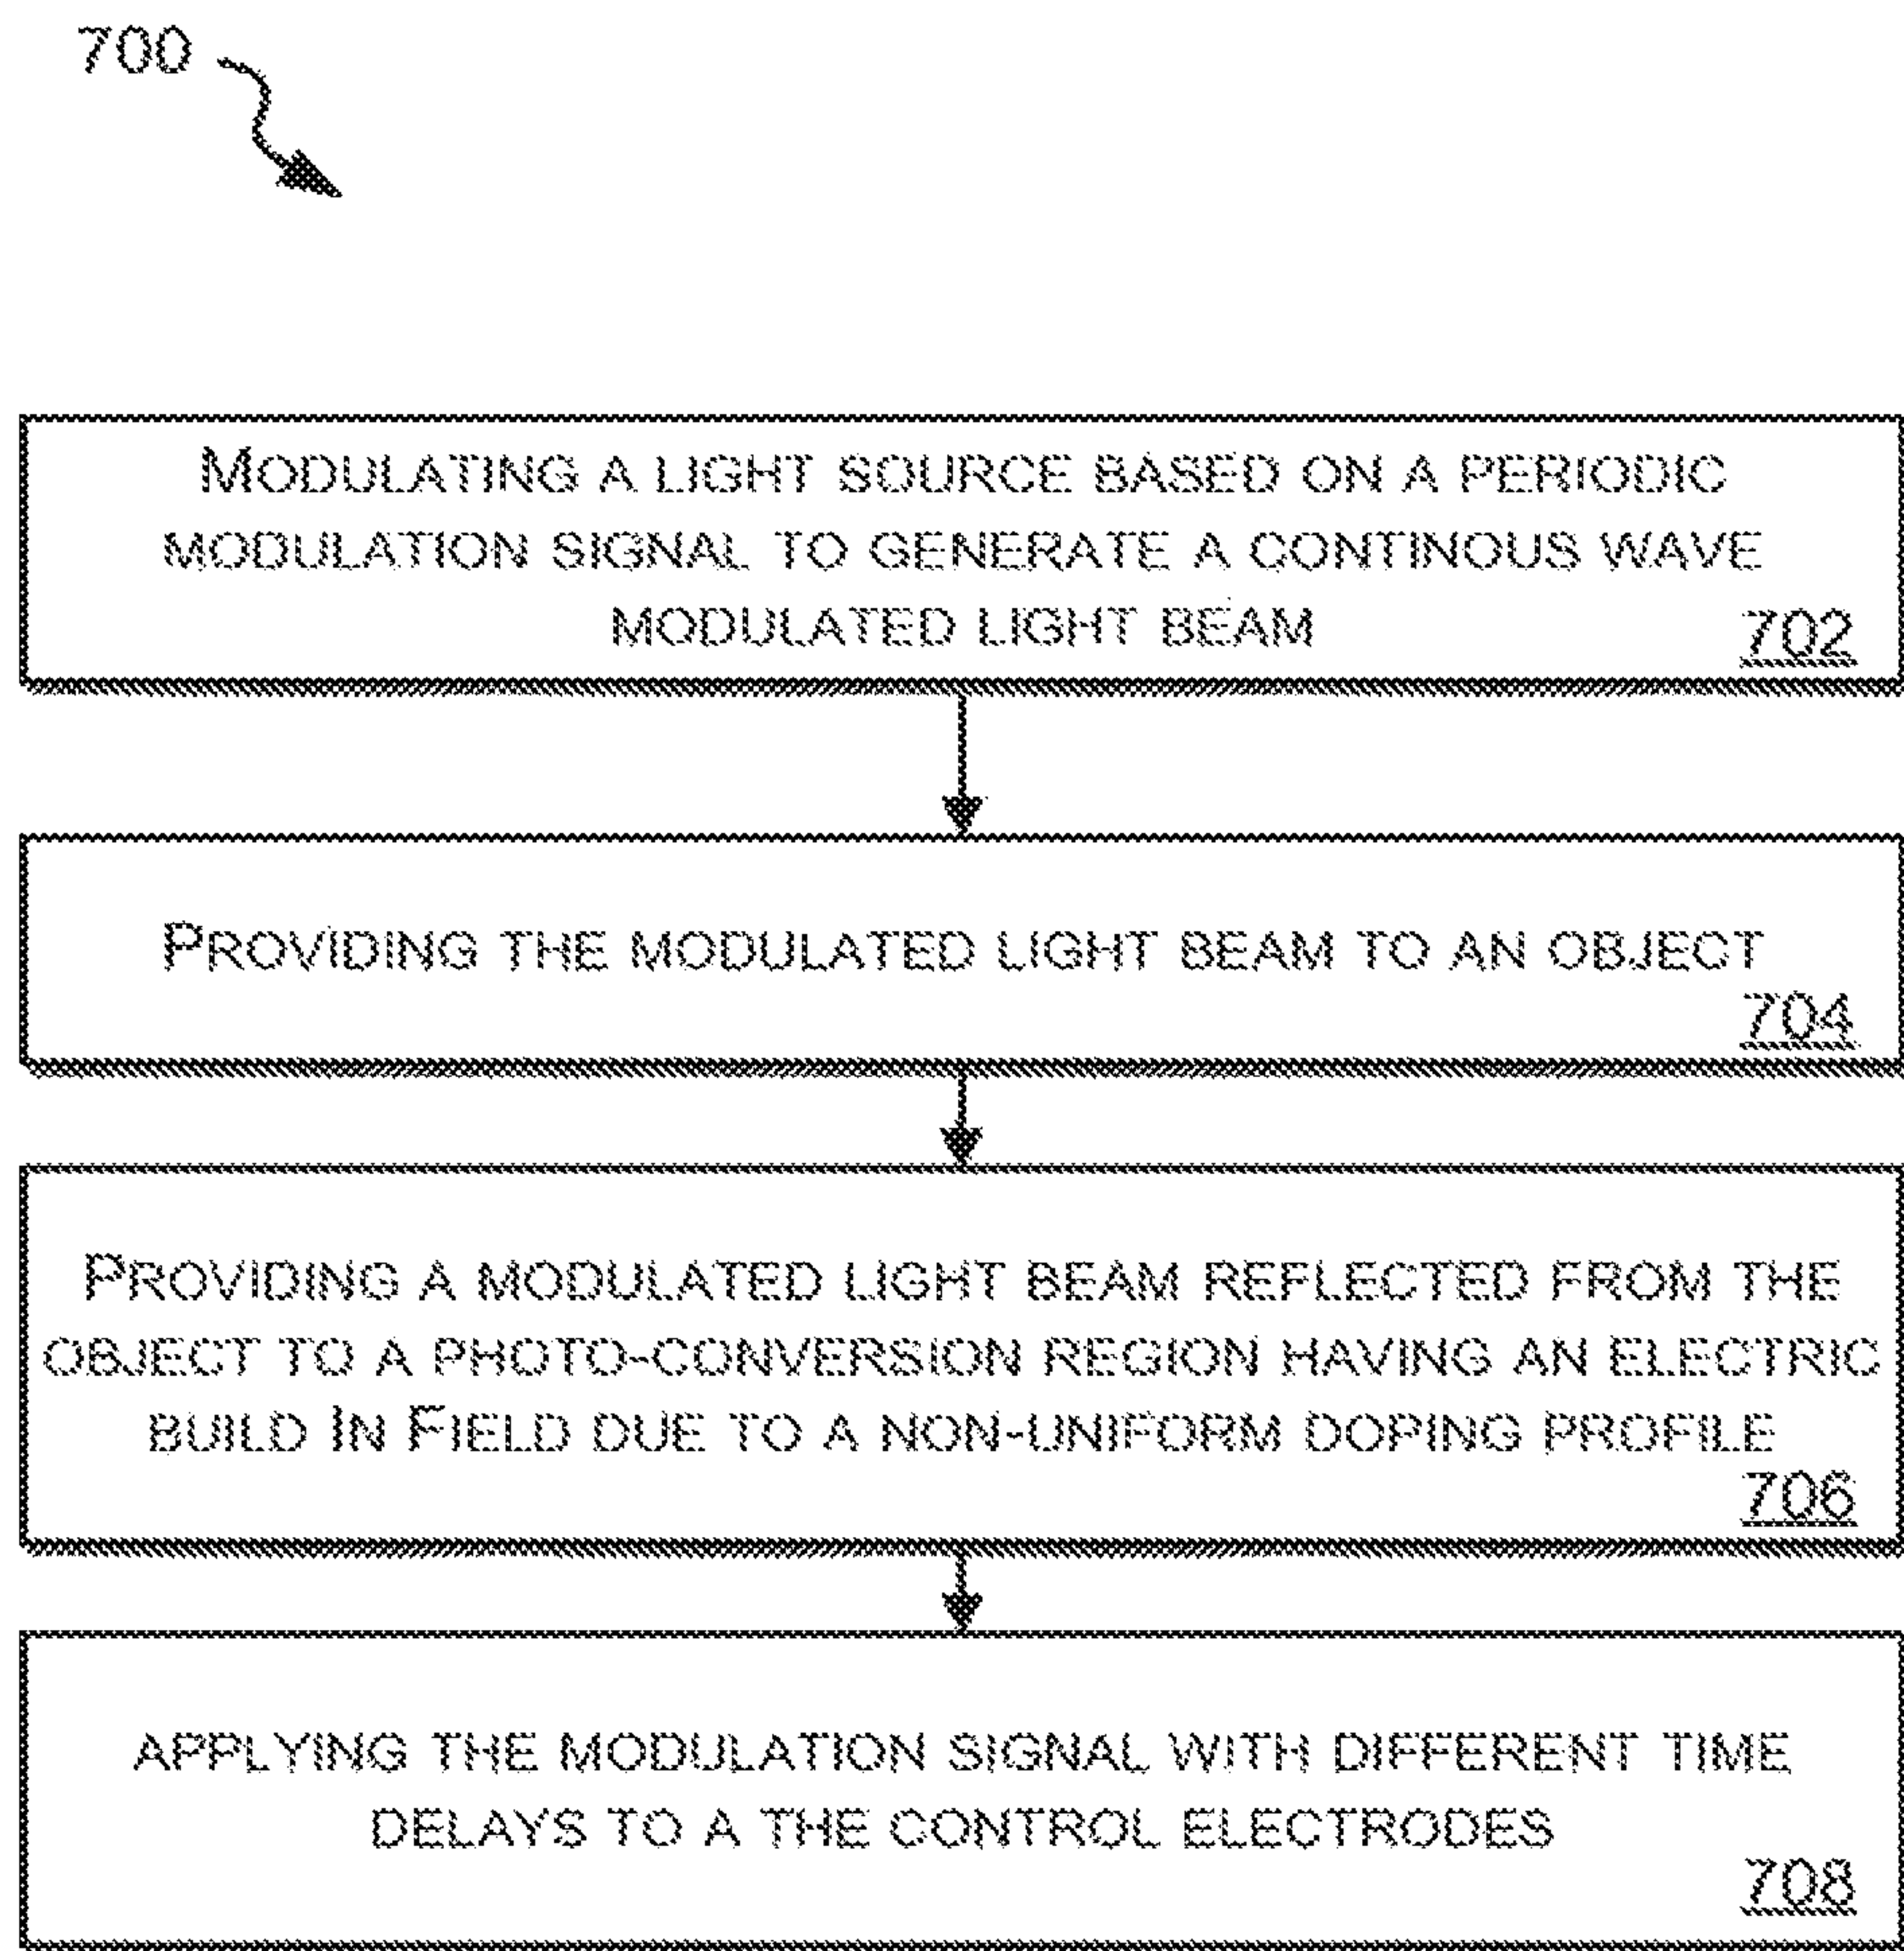 700
MODULATING A LIGHT SOURCE BASED ON A PERIODIC
MODULATION SIGNAL TO GENERATE A CONTINOUS WAVE
MODULATED LIGHT BEAM
702
PROVIDING THE MODULATED LIGHT BEAM TO AN OBJECT
704
PROVIDING A MODULATED LIGHT BEAM REFLECTED FROM THE
OBJECT TO A PHOTO-CONVERSION REGION HAVING AN ELECTRIC
BUILD IN FIELD DUE TO A NON-UNIFORM DOPING PROFILE
706
APPLYING THE MODULATION SIGNAL WITH DIFFERENT TIME
DELAYS TO A THE CONTROL ELECTRODES
708